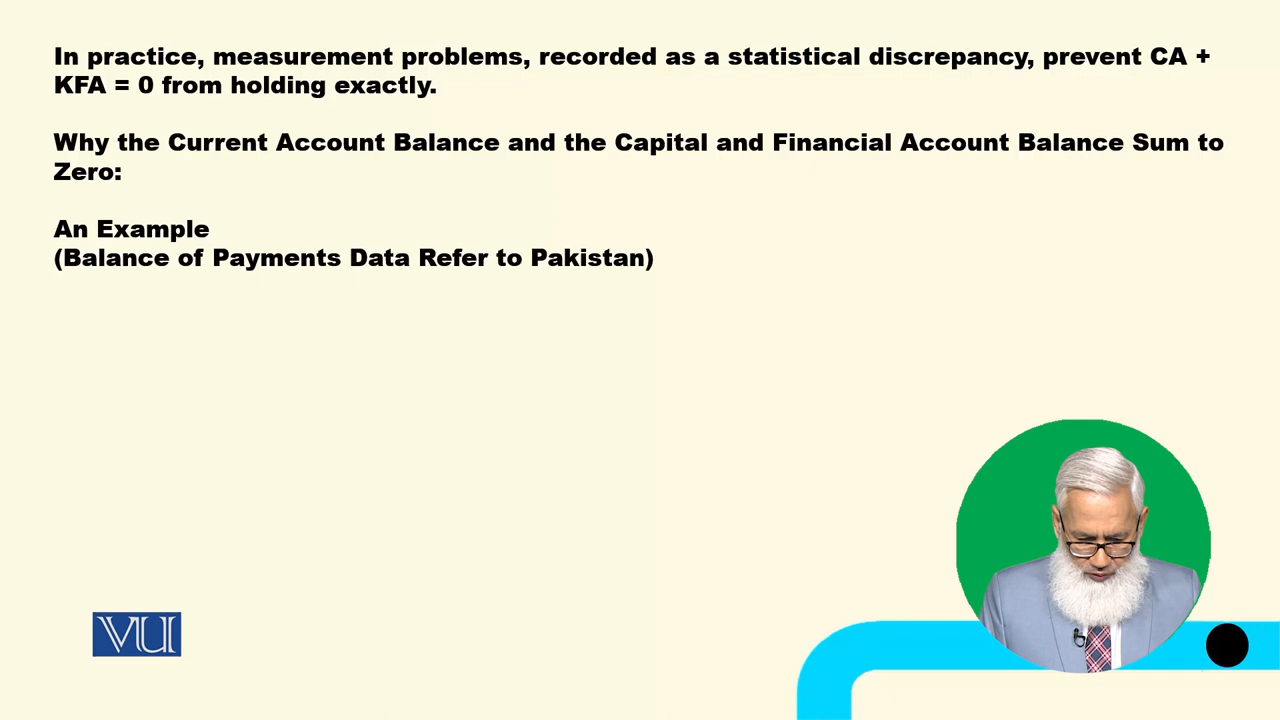 In practice, measurement problems, recorded as a statistical discrepancy, prevent CA +
KFA = 0 from holding exactly.
Why the Current Account Balance and the Capital and Financial Account Balance Sum to
Zero:
An Example
(Balance of Payments Data Refer to Pakistan)
VU